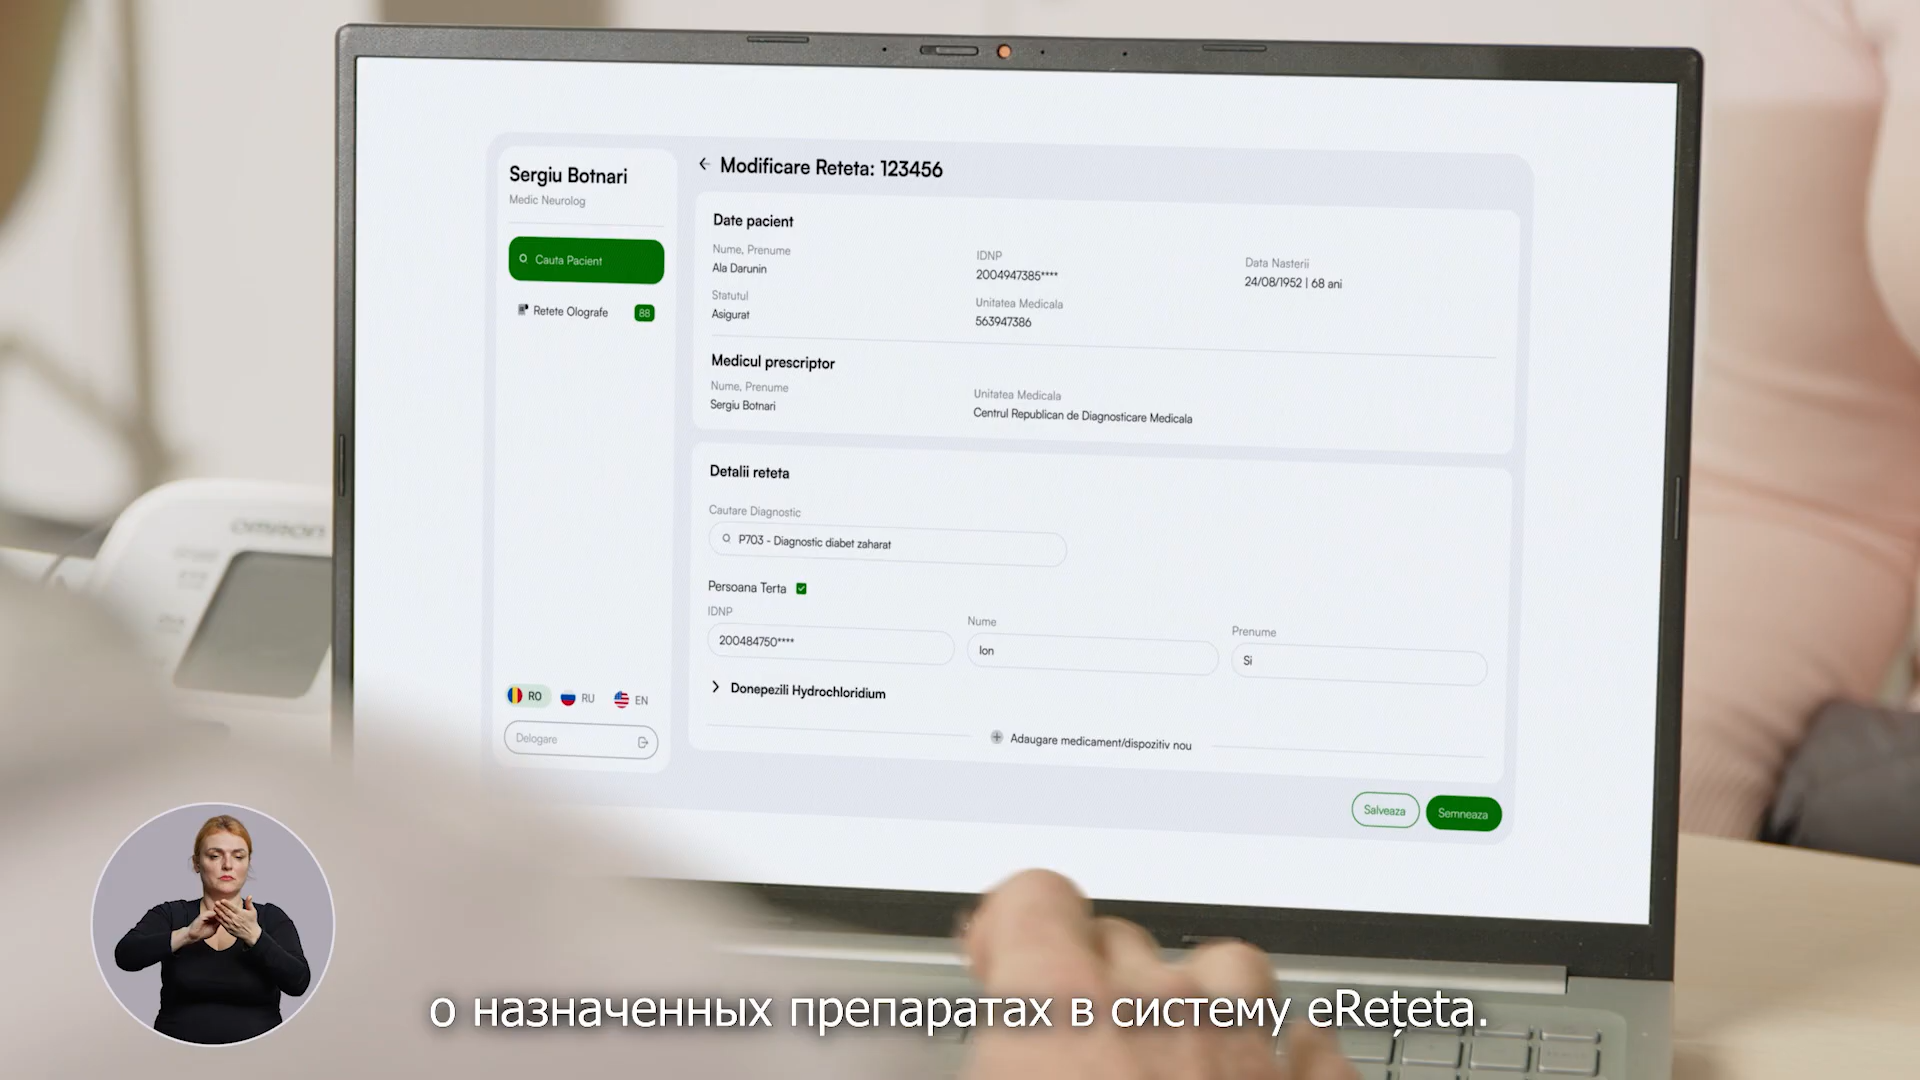 Sergiu Botnari
Medic Neurolog
Cauta Pacient
Retete Olografe 88
RO RU EN
Delogare
Modificare Reteta: 123456
Date pacient
Nume, Prenume
Ala Darunin
IDNP
2004947385****
Data Nasterii
24/08/1952 | 68 ani
Statutul
Asigurat
Unitatea Medicala
563947386
Medicul prescriptor
Nume, Prenume
Sergiu Botnari
Unitatea Medicala
Centrul Republican de Diagnosticare Medicala
Detalii reteta
Cautare Diagnostic
P703 - Diagnostic diabet zaharat
Persoana Terta
IDNP
200484750****
Nume
Ion
Prenume
Si
Donepezili Hydrochloridium
Adaugare medicament/dispozitiv nou
Salveaza
Semneaza
omron
о назначенных препаратах в систему eRețeta.